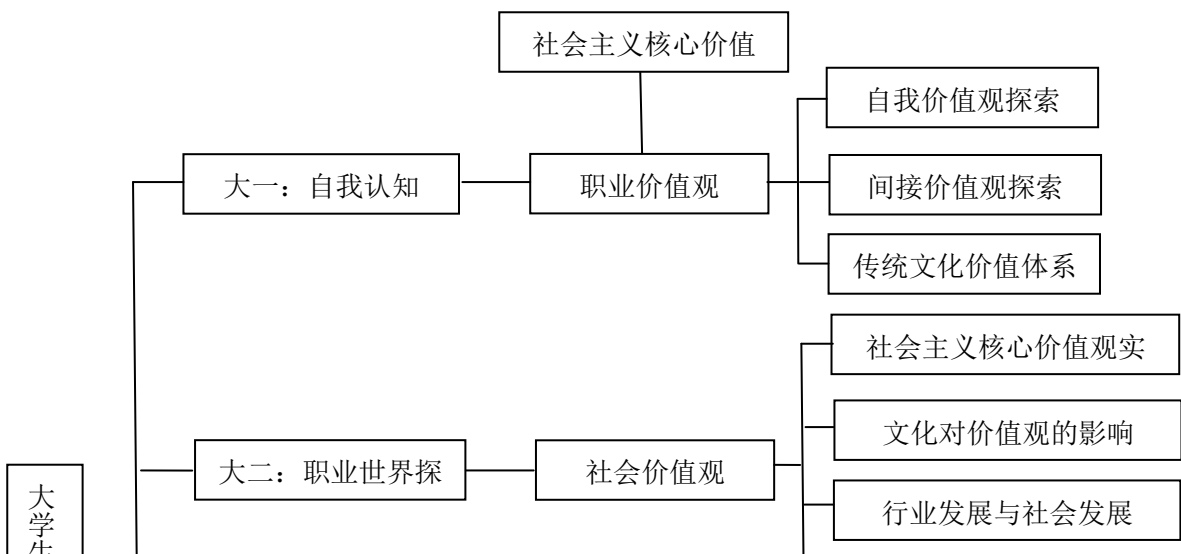 社会主义核心价值
自我价值观探索
大一：自我认知
职业价值观
间接价值观探索
传统文化价值体系
社会主义核心价值观实
文化对价值观的影响
大二：职业世界探
社会价值观
行业发展与社会发展
大学生